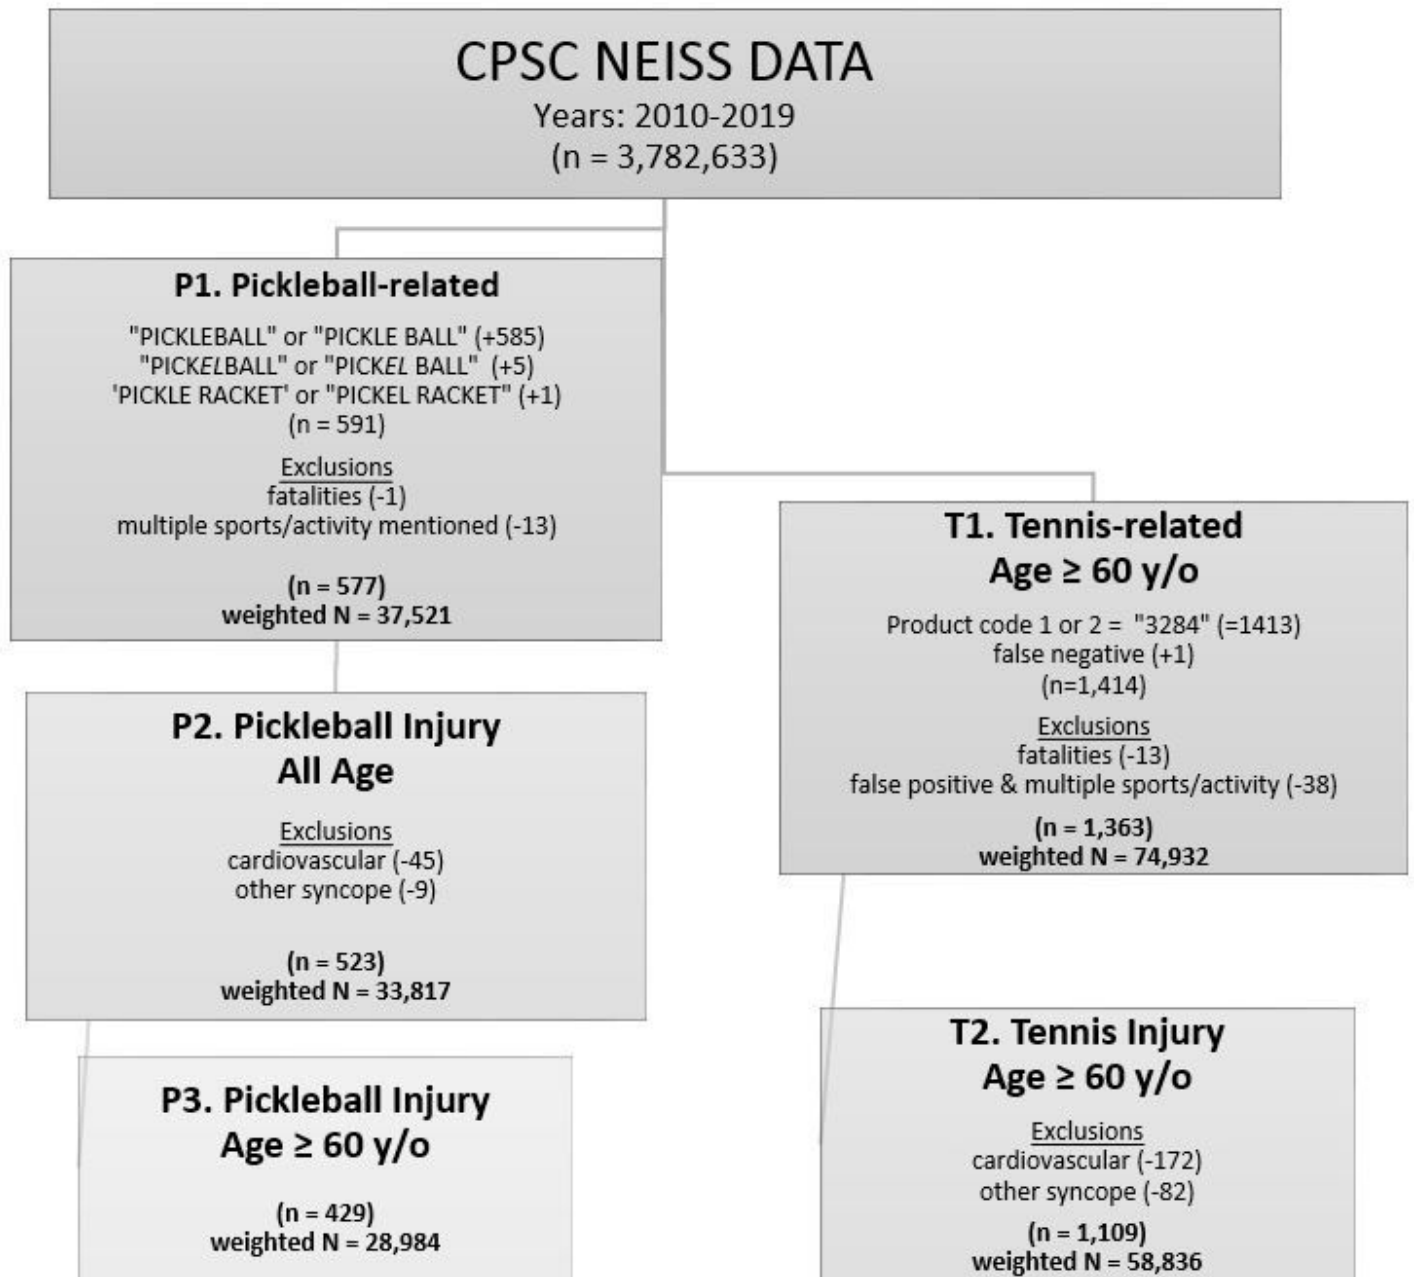 CPSC NEISS DATA
Years: 2010-2019
(n = 3,782,633)
P1. Pickleball-related
"PICKLEBALL" or "PICKLE BALL" (+585)
"PICKELBALL" or "PICKEL BALL" (+5)
'PICKLE RACKET' or "PICKEL RACKET" (+1)
(n = 591)
Exclusions
fatalities (-1)
multiple sports/activity mentioned (-13)
(n = 577)
weighted N = 37,521
P2. Pickleball Injury
All Age
Exclusions
cardiovascular (-45)
other syncope (-9)
(n = 523)
weighted N = 33,817
P3. Pickleball Injury
Age ≥ 60 y/o
(n = 429)
weighted N = 28,984
T1. Tennis-related
Age ≥ 60 y/o
Product code 1 or 2 = "3284" (=1413)
false negative (+1)
(n=1,414)
Exclusions
fatalities (-13)
false positive & multiple sports/activity (-38)
(n = 1,363)
weighted N = 74,932
T2. Tennis Injury
Age ≥ 60 y/o
Exclusions
cardiovascular (-172)
other syncope (-82)
(n = 1,109)
weighted N = 58,836